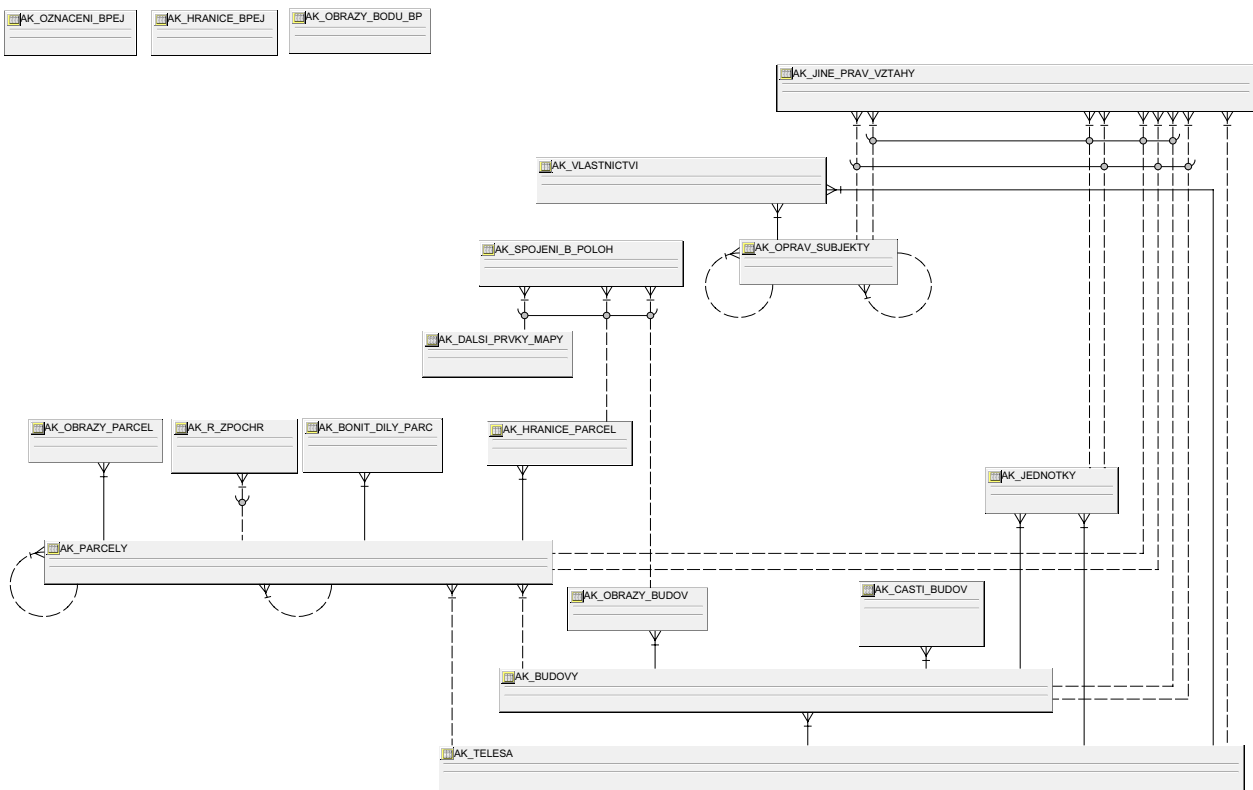 AK_OZNACENI_BPEJ
AK_HRANICE_BPEJ
AK_OBRAZY_BODU_BP
AK_JINE_PRAV_VZTAHY
AK_VLASTNICTVI
AK_SPOJENI_B_POLOH
AK_OPRAV_SUBJEKTY
AK_DALSI_PRVKY_MAPY
AK_OBRAZY_PARCEL
AK_R_ZPOCHR
AK_BONIT_DILY_PARC
AK_HRANICE_PARCEL
AK_JEDNOTKY
AK_PARCELY
AK_OBRAZY_BUDOV
AK_CASTI_BUDOV
AK_BUDOVY
AK_TELESA